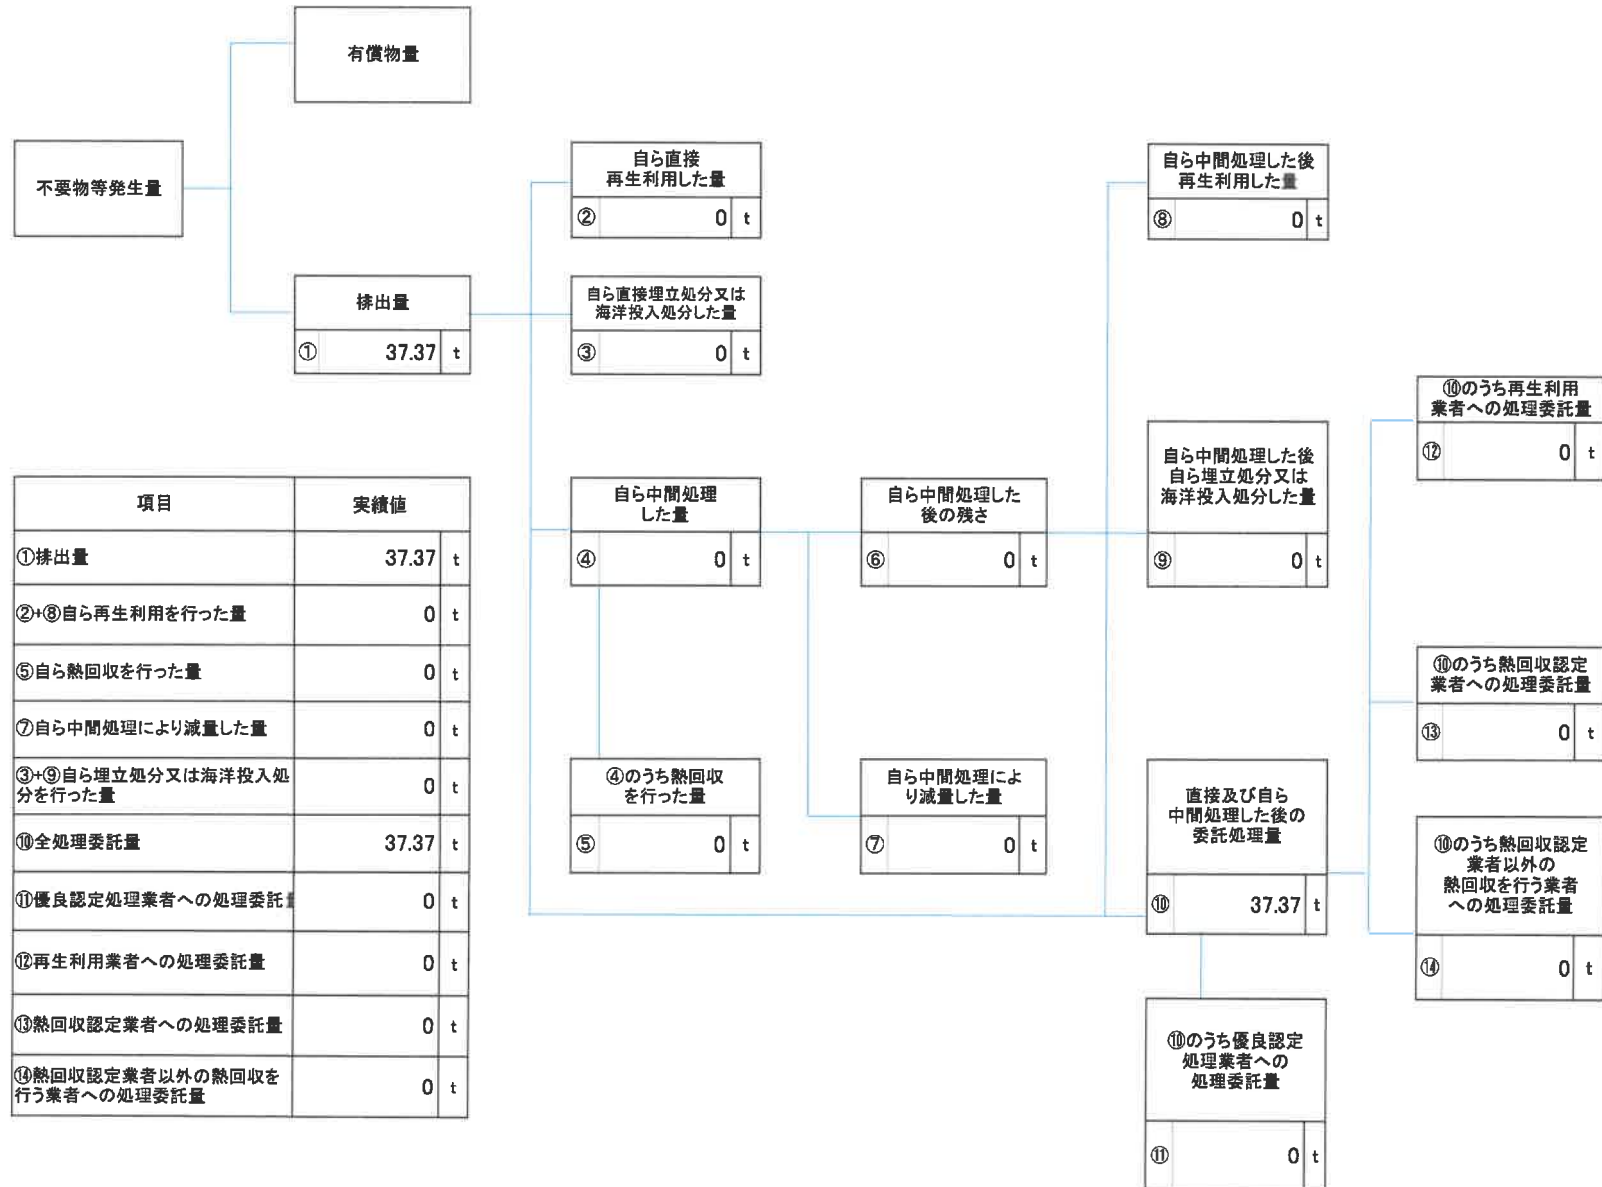 有償物量
不要物等発生量
排出量
① 37.37 t
自ら直接
再生利用した量
② 0 t
自ら直接埋立処分又は
海洋投入処分した量
③ 0 t
自ら中間処理
した量
④ 0 t
④のうち熱回収
を行った量
⑤ 0 t
自ら中間処理した
後の残さ
⑥ 0 t
自ら中間処理によ
り減量した量
⑦ 0 t
自ら中間処理した後
再生利用した量
⑧ 0 t
自ら中間処理した後
自ら埋立処分又は
海洋投入処分した量
⑨ 0 t
直接及び自ら
中間処理した後の
委託処理量
⑩ 37.37 t
⑩のうち優良認定
処理業者への
処理委託量
⑪ 0 t
⑩のうち再生利用
業者への処理委託量
⑫ 0 t
⑩のうち熱回収認定
業者への処理委託量
⑬ 0 t
⑩のうち熱回収認定
業者以外の
熱回収を行う業者
への処理委託量
⑭ 0 t
項目 実績値
①排出量 37.37 t
②+⑧自ら再生利用を行った量 0 t
⑤自ら熱回収を行った量 0 t
⑦自ら中間処理により減量した量 0 t
③+⑨自ら埋立処分又は海洋投入処
分を行った量 0 t
⑩全処理委託量 37.37 t
⑪優良認定処理業者への処理委託 0 t
⑫再生利用業者への処理委託量 0 t
⑬熱回収認定業者への処理委託量 0 t
⑭熱回収認定業者以外の熱回収を
行う業者への処理委託量 0 t